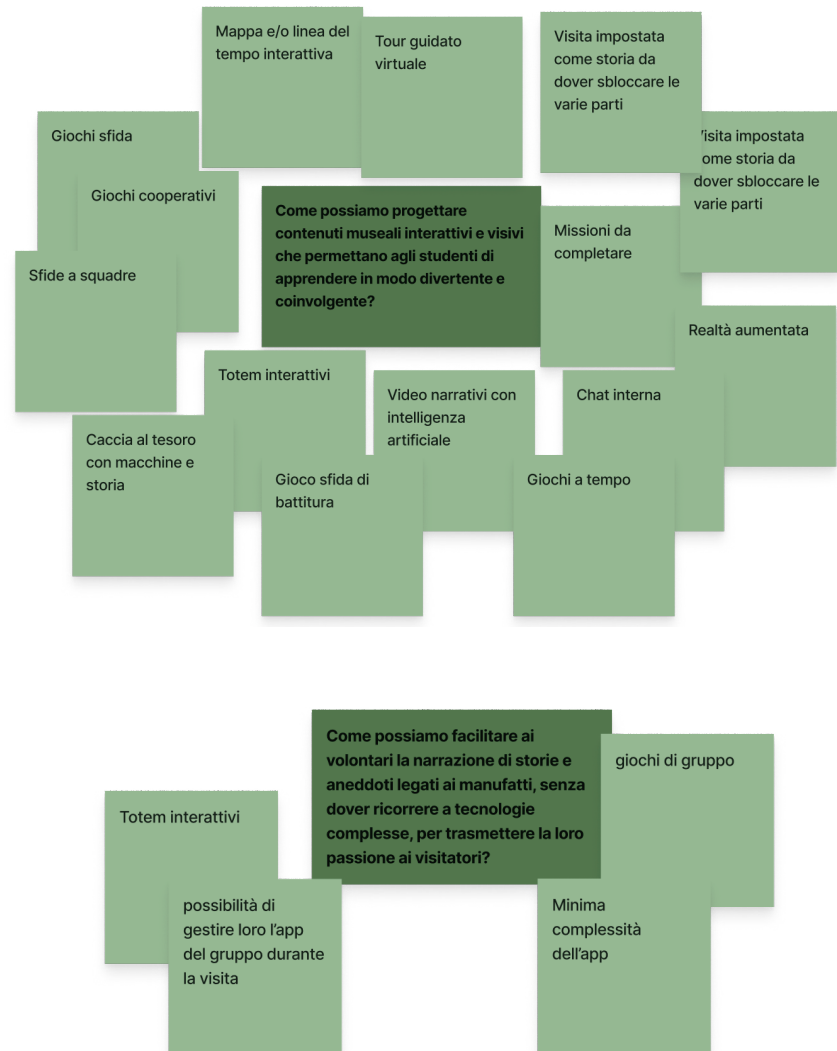 Mappa e/o linea del
tempo interattiva
Tour guidato
virtuale
Visita impostata
come storia da
dover sbloccare le
varie parti
Giochi sfida
Visita impostata
come storia da
dover sbloccare le
varie parti
Giochi cooperativi
Come possiamo progettare
contenuti museali interattivi e visivi
che permettano agli studenti di
apprendere in modo divertente e
coinvolgente?
Missioni da
completare
Sfide a squadre
Realtà aumentata
Totem interattivi
Video narrativi con
intelligenza
artificiale
Chat interna
Caccia al tesoro
con macchine e
storia
Gioco sfida di
battitura
Giochi a tempo
Come possiamo facilitare ai
volontari la narrazione di storie e
aneddoti legati ai manufatti, senza
dover ricorrere a tecnologie
complesse, per trasmettere la loro
passione ai visitatori?
giochi di gruppo
Totem interattivi
possibilità di
gestire loro l'app
del gruppo durante
la visita
Minima
complessità
dell'app